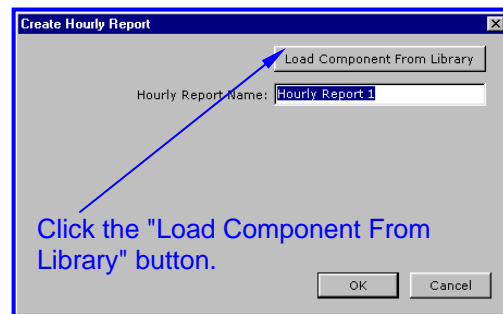 Create Hourly Report
Load Component From Library
Hourly Report Name: Hourly Report 1
Click the "Load Component From
Library" button.
OK Cancel